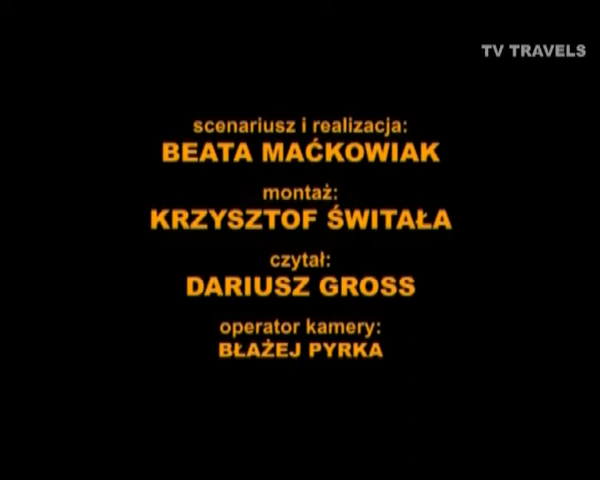 TV TRAVELS
scenariusz i realizacja:
BEATA MAĆKOWIAK
montaż:
KRZYSZTOF ŚWITAŁA
czytał:
DARIUSZ GROSS
operator kamery:
BŁAŻEJ PYRKA